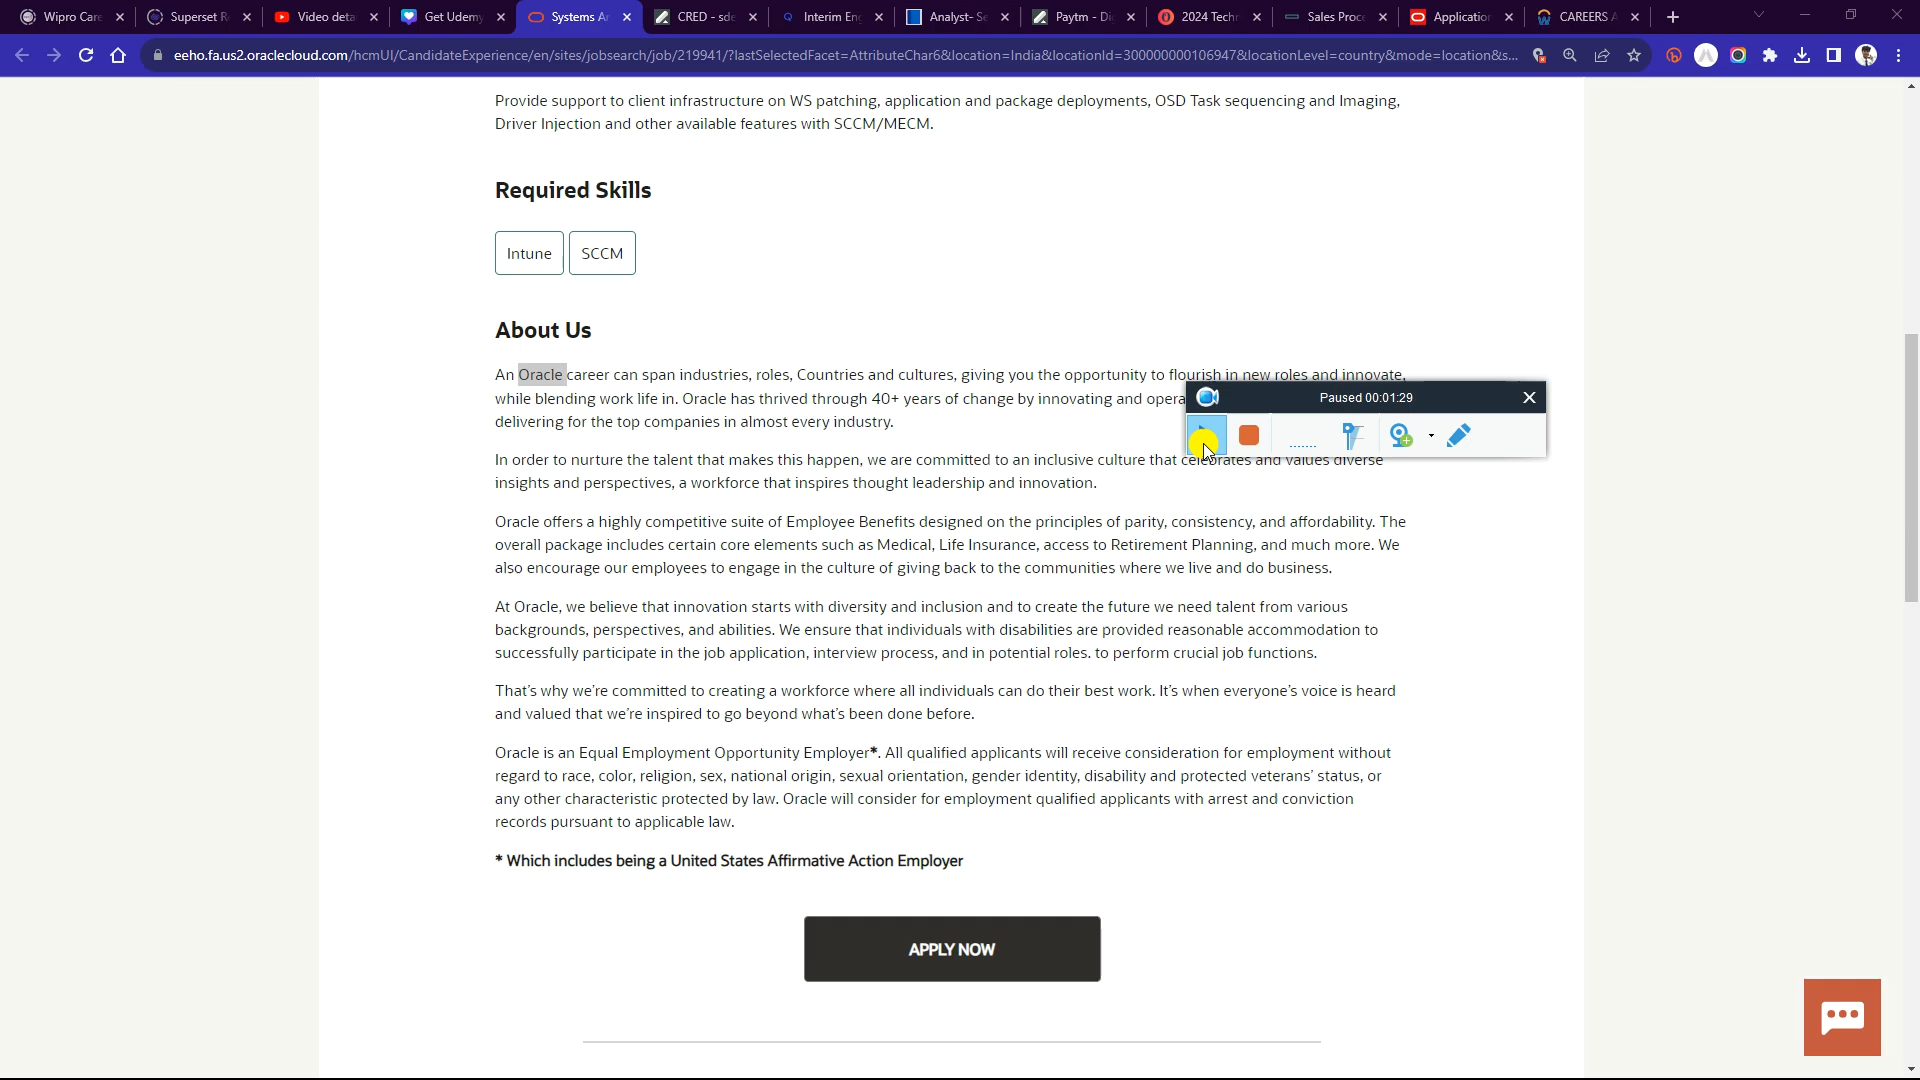 Wipro Care
Superset R
Video deta
Get Udemy
Systems An
CRED - sde
Interim Eng
Analyst- Se
Paytm - Di
2024 Techn
Sales Proce
Application
CAREERS A
eeho.fa.us2.oraclecloud.com/hcmUI/CandidateExperience/en/sites/jobsearch/job/219941/?lastSelectedFacet=AttributeChar6&location=India&locationId=300000000106947&locationLevel=country&mode=location&s...
Provide support to client infrastructure on WS patching, application and package deployments, OSD Task sequencing and Imaging,
Driver Injection and other available features with SCCM/MECM.
Required Skills
Intune
SCCM
About Us
An Oracle career can span industries, roles, Countries and cultures, giving you the opportunity to flourish in new roles and innovate,
while blending work life in. Oracle has thrived through 40+ years of change by innovating and opera
delivering for the top companies in almost every industry.
Paused 00:01:29
In order to nurture the talent that makes this happen, we are committed to an inclusive culture that celebrates and values diverse
insights and perspectives, a workforce that inspires thought leadership and innovation.
Oracle offers a highly competitive suite of Employee Benefits designed on the principles of parity, consistency, and affordability. The
overall package includes certain core elements such as Medical, Life Insurance, access to Retirement Planning, and much more. We
also encourage our employees to engage in the culture of giving back to the communities where we live and do business.
At Oracle, we believe that innovation starts with diversity and inclusion and to create the future we need talent from various
backgrounds, perspectives, and abilities. We ensure that individuals with disabilities are provided reasonable accommodation to
successfully participate in the job application, interview process, and in potential roles. to perform crucial job functions.
That's why we're committed to creating a workforce where all individuals can do their best work. It's when everyone's voice is heard
and valued that we're inspired to go beyond what's been done before.
Oracle is an Equal Employment Opportunity Employer*. All qualified applicants will receive consideration for employment without
regard to race, color, religion, sex, national origin, sexual orientation, gender identity, disability and protected veterans' status, or
any other characteristic protected by law. Oracle will consider for employment qualified applicants with arrest and conviction
records pursuant to applicable law.
* Which includes being a United States Affirmative Action Employer
APPLY NOW